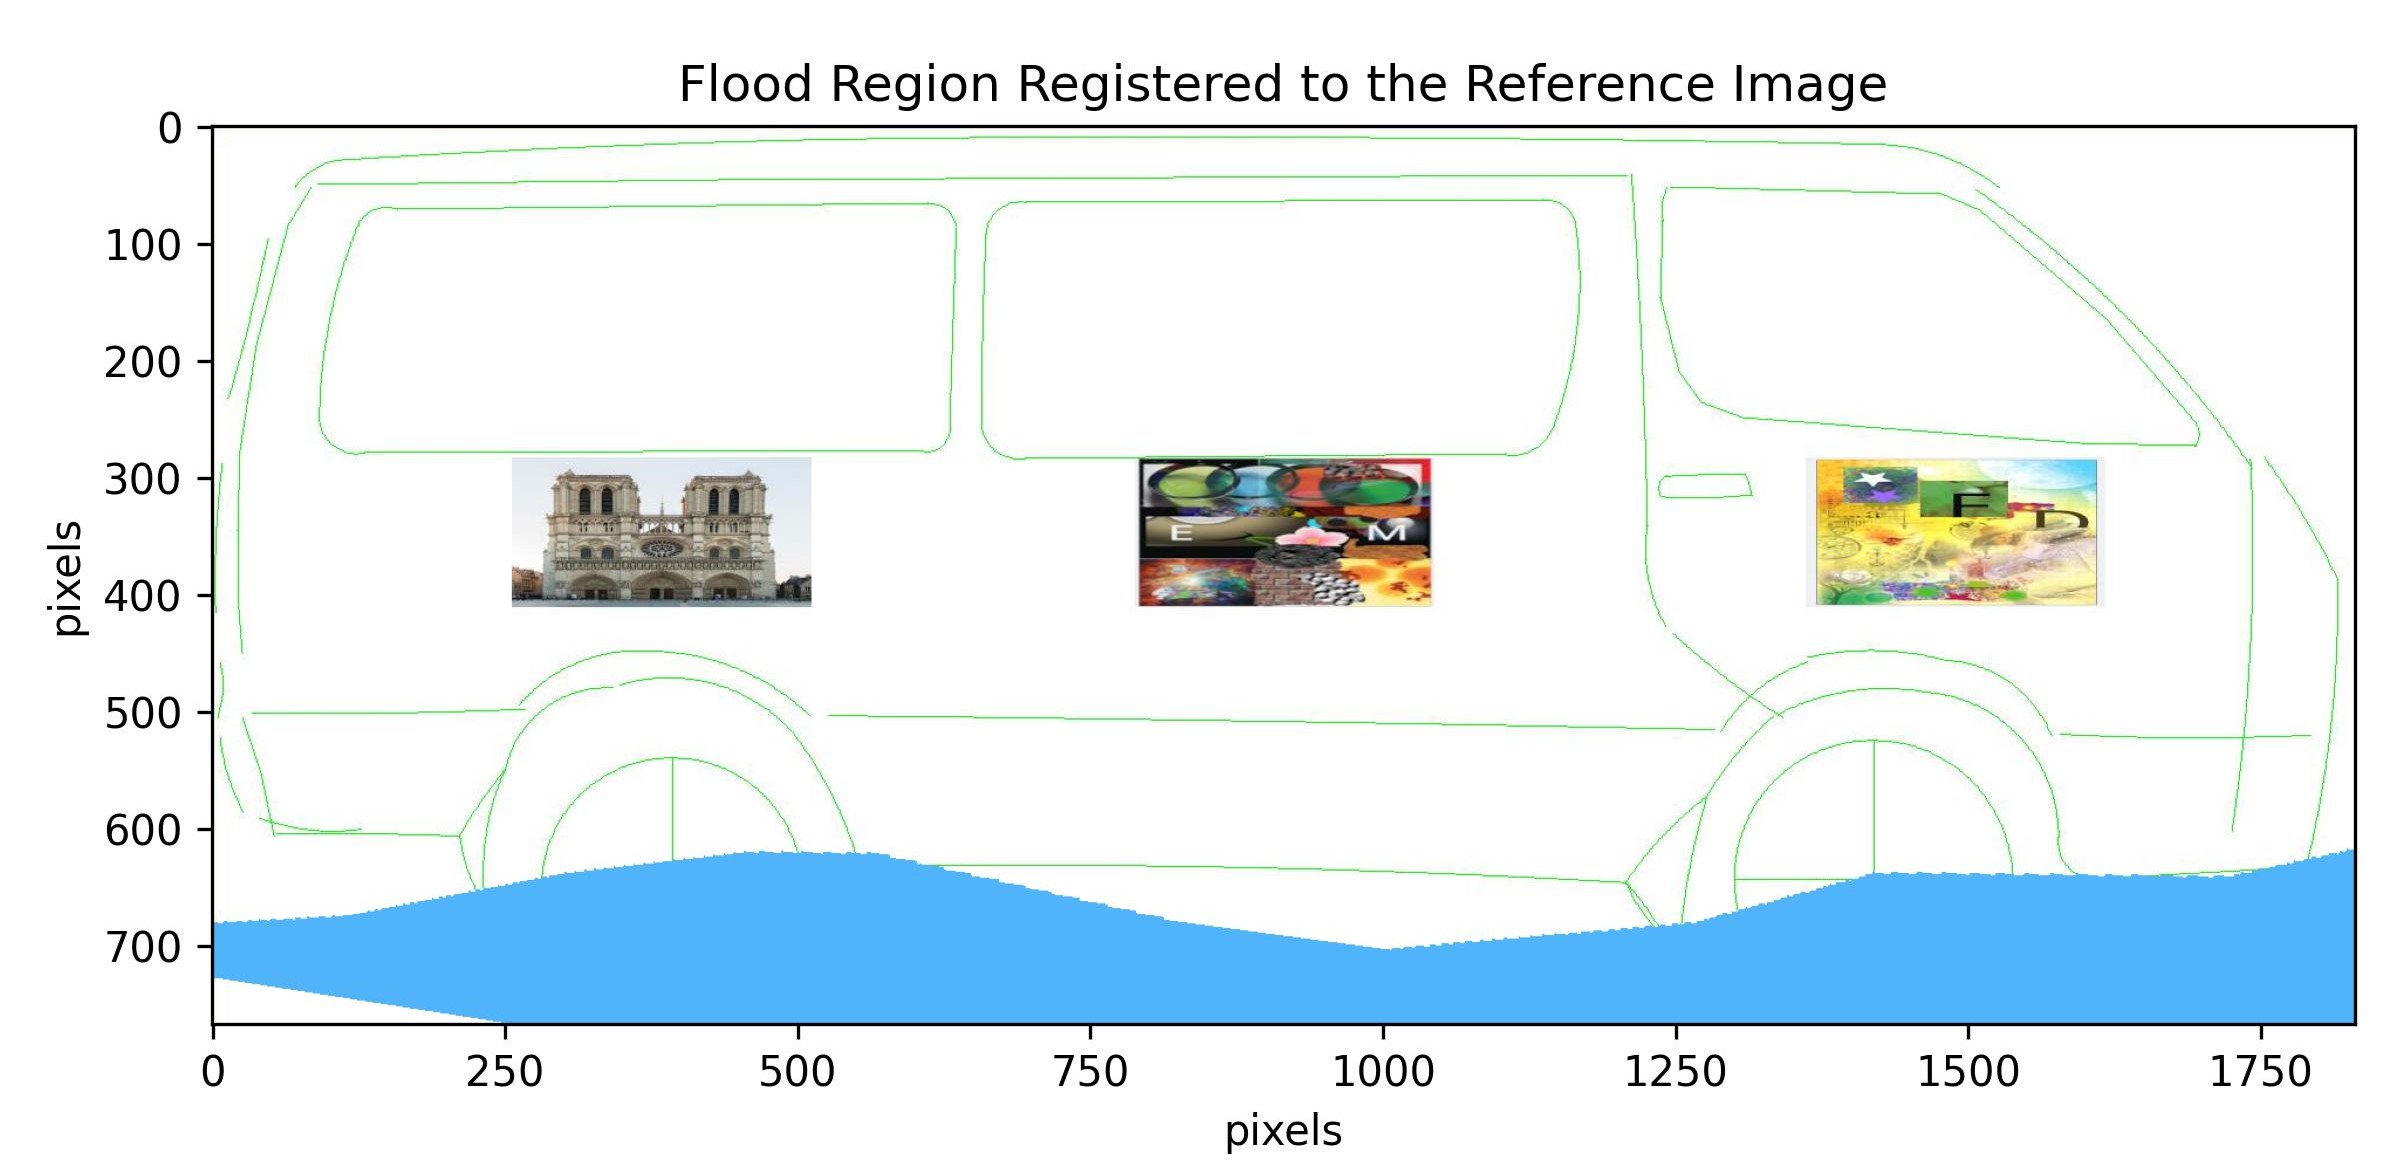 Flood Region Registered to the Reference Image
0
100
200
300
400
500
600
700
pixels
E M
F
D
0 250 500 750 1000 1250 1500 1750
pixels